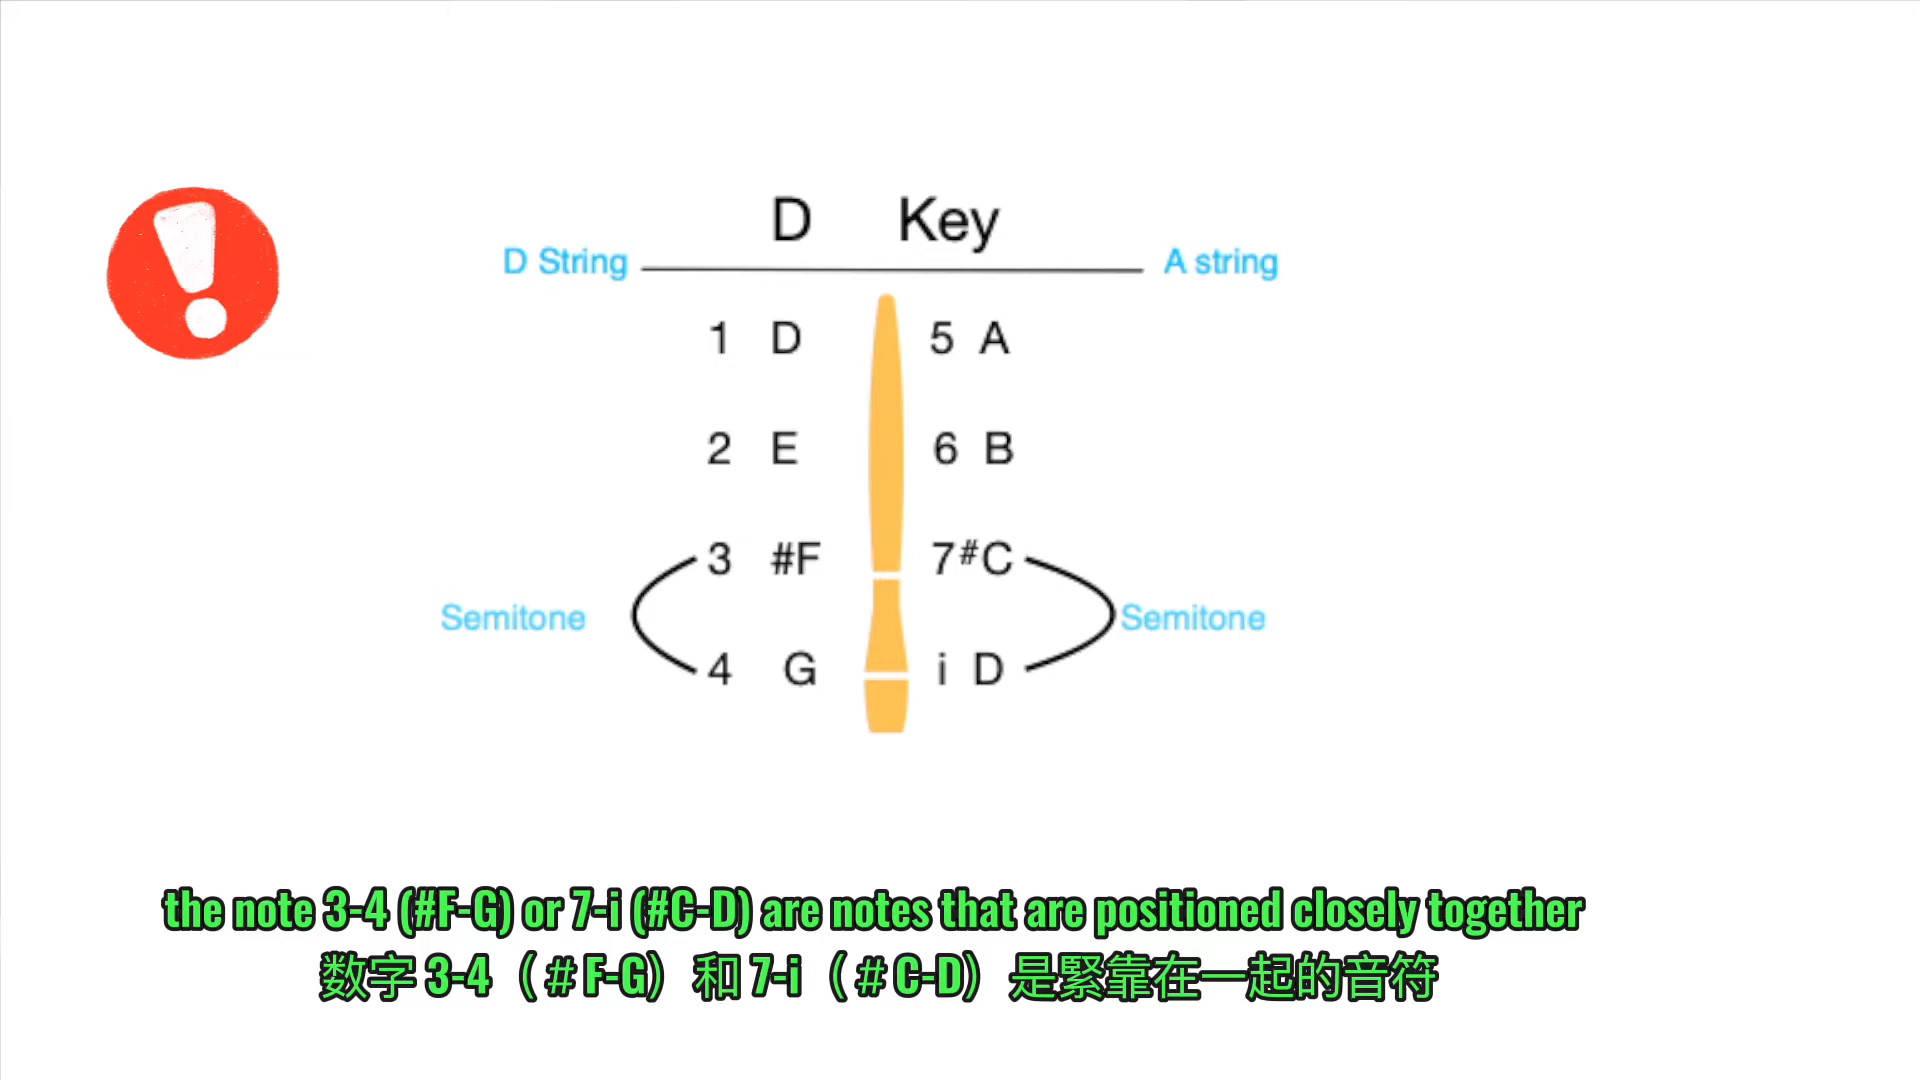 D Key
D String A string
1 D 5 A
2 E 6 B
3 #F 7#C
Semitone Semitone
4 G i D
the note 3-4 (#F-G) or 7-i (#C-D) are notes that are positioned closely together
数字 3-4（＃F-G）和 7-i（＃C-D）是緊靠在一起的音符